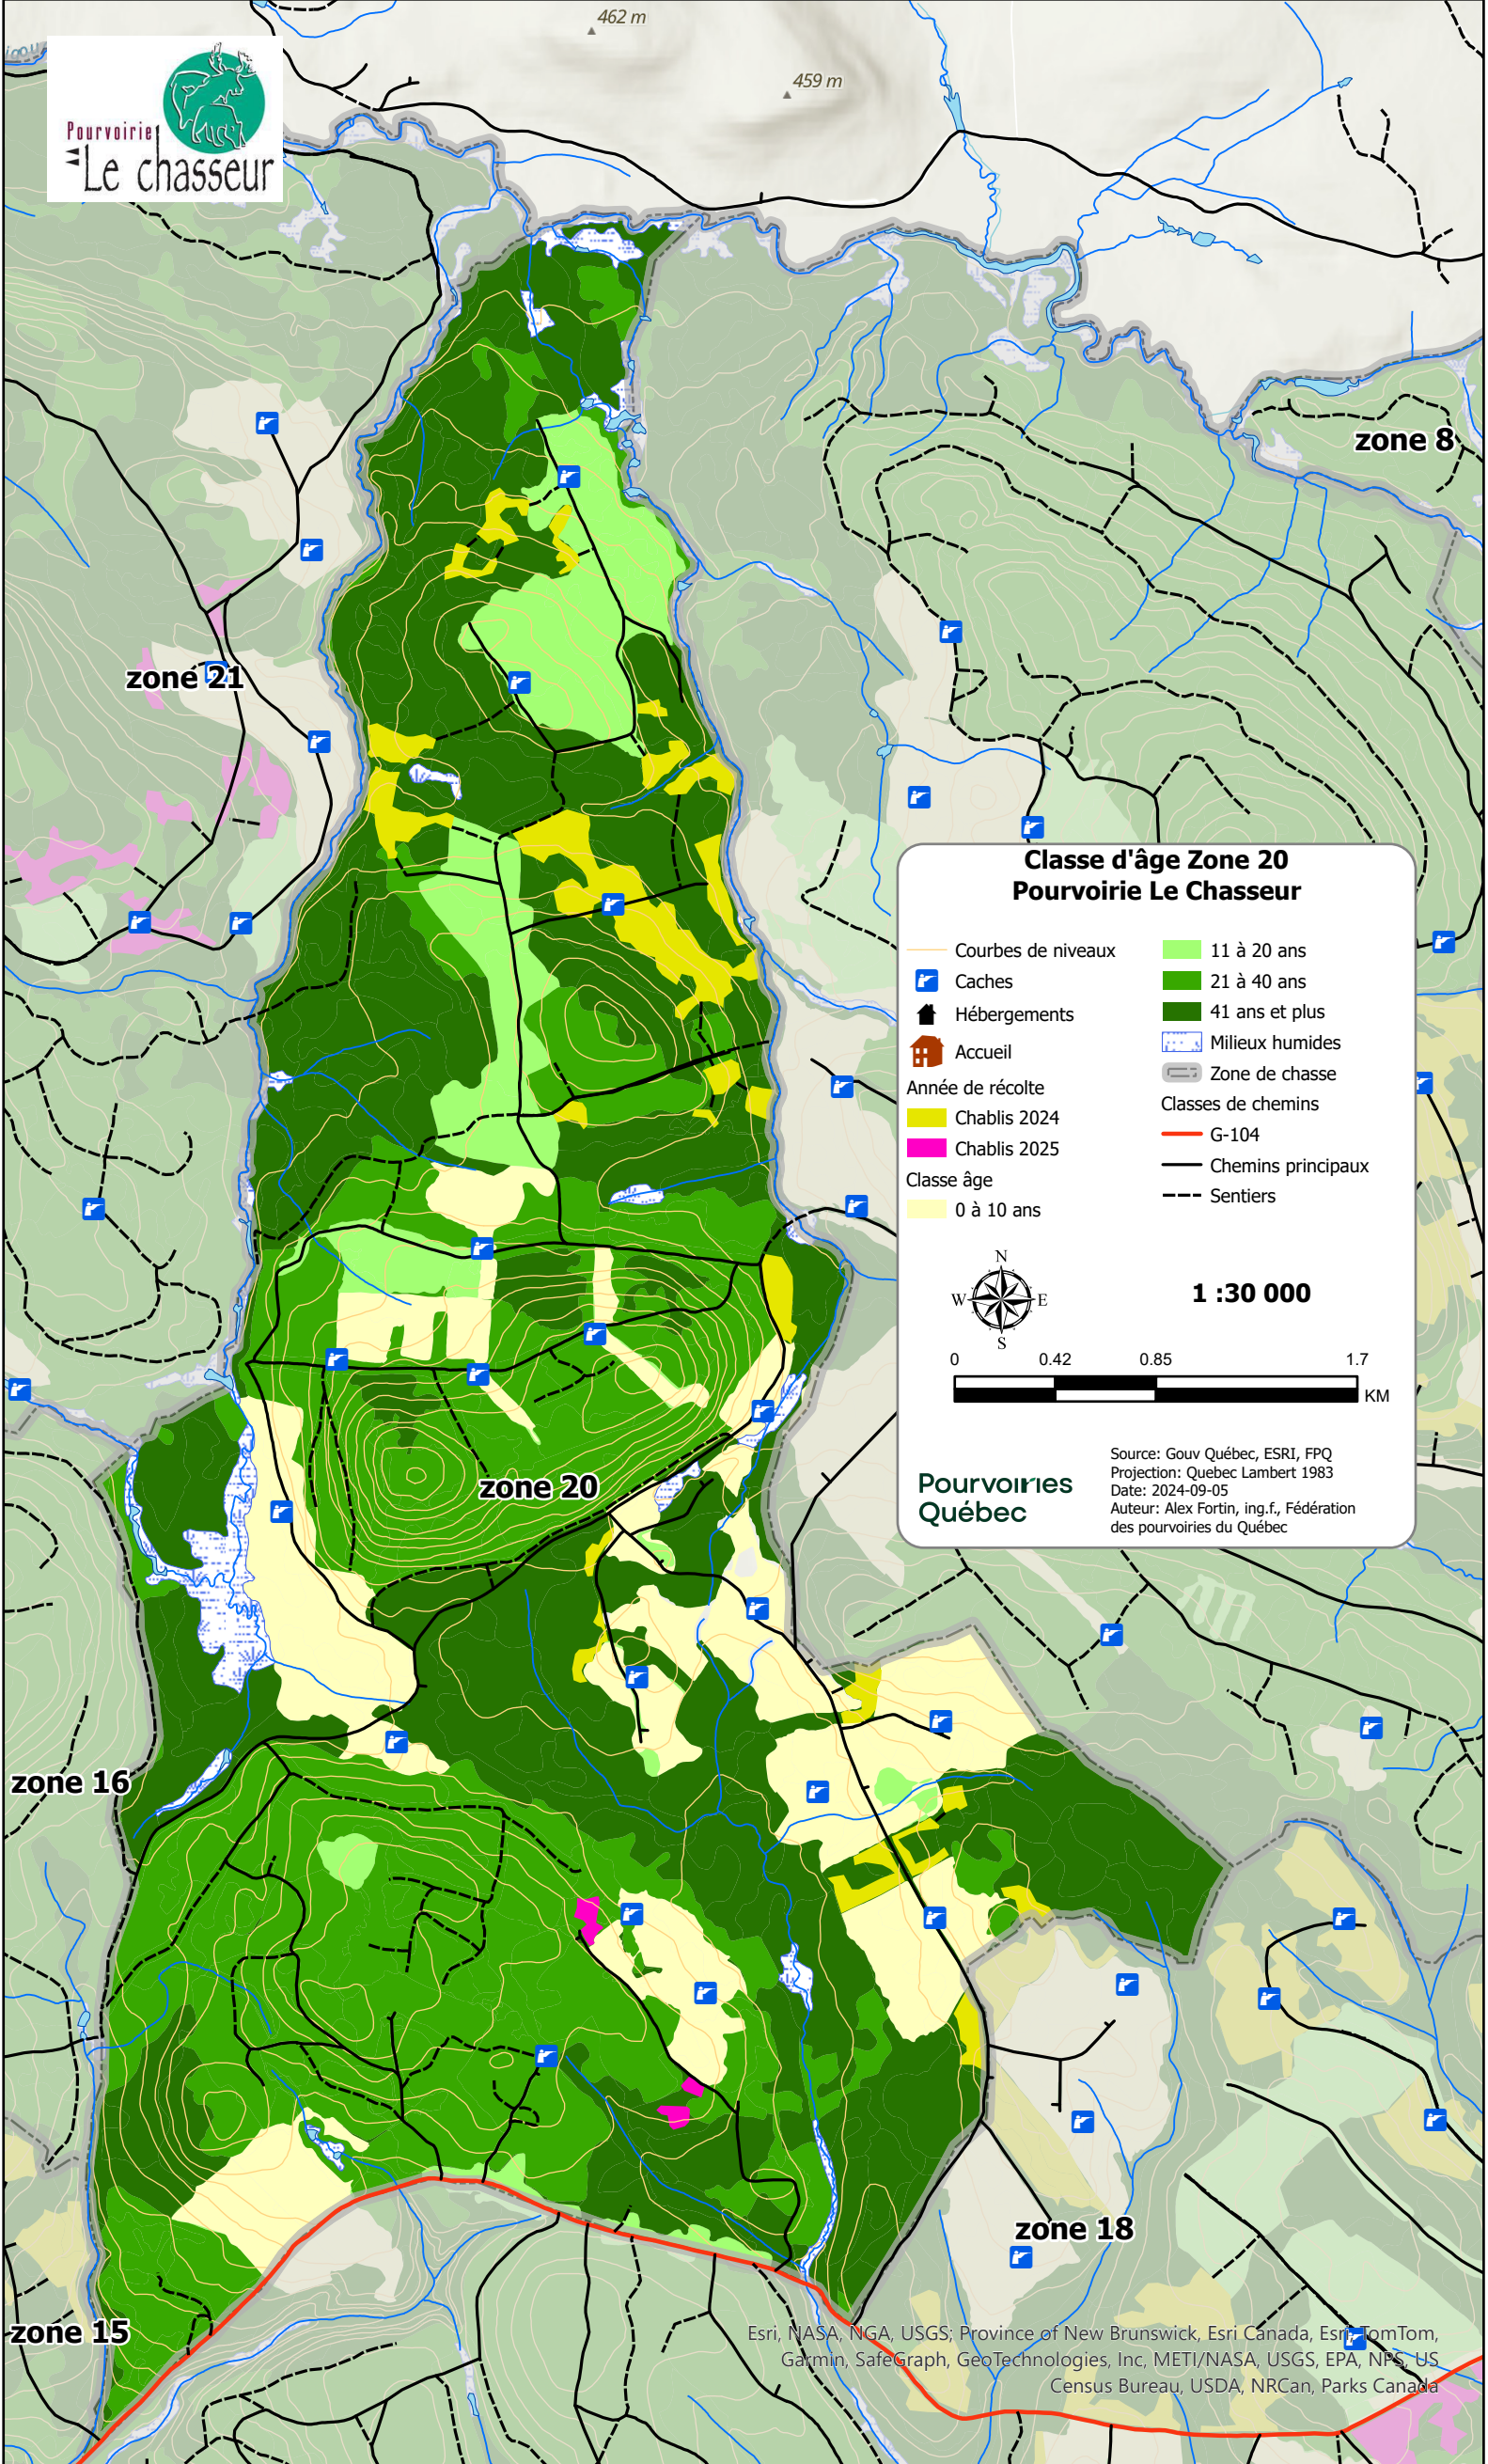 462 m
459 m
Pourvoirie
Le chasseur
zone 8
zone 21
Classe d'âge Zone 20
Pourvoirie Le Chasseur
Courbes de niveaux
Caches
Hébergements
Accueil
Année de récolte
Chablis 2024
Chablis 2025
Classe âge
0 à 10 ans
11 à 20 ans
21 à 40 ans
41 ans et plus
Milieux humides
Zone de chasse
Classes de chemins
G-104
Chemins principaux
Sentiers
N
W E
S
1 :30 000
0 0.42 0.85 1.7
KM
Pourvoiries
Québec
Source: Gouv Québec, ESRI, FPQ
Projection: Quebec Lambert 1983
Date: 2024-09-05
Auteur: Alex Fortin, ing.f., Fédération
des pourvoiries du Québec
zone 20
zone 16
zone 18
zone 15
Esri, NASA, NGA, USGS; Province of New Brunswick, Esri Canada, Esri, TomTom,
Garmin, SafeGraph, GeoTechnologies, Inc, METI/NASA, USGS, EPA, NPS, US
Census Bureau, USDA, NRCan, Parks Canada